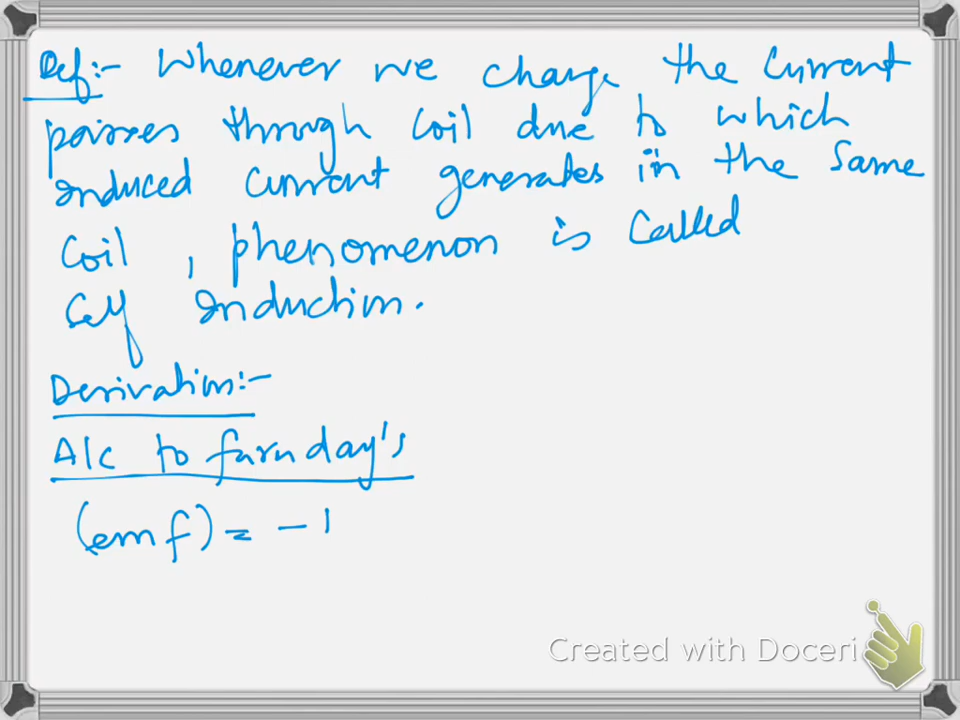 Def:- Whenever we change the current
passes through coil due to which
induced current generates in the same
coil , phenomenon is called
Self induction.
Derivation:-
A/c to faraday's
(emf) = - 1
Created with Doceri